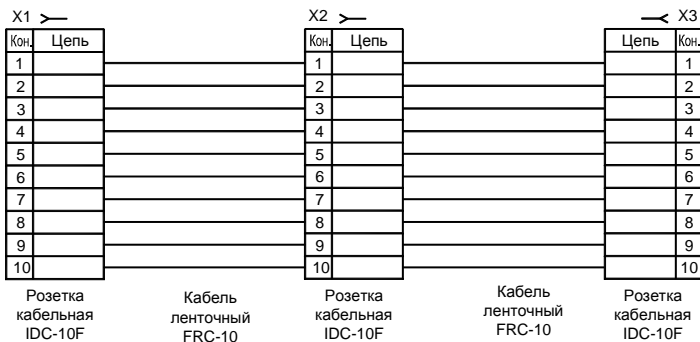 X1 X2 X3
Кон. Цепь Кон. Цепь Цепь Кон.
1 1 1
2 2 2
3 3 3
4 4 4
5 5 5
6 6 6
7 7 7
8 8 8
9 9 9
10 10 10
Розетка
кабельная
IDC-10F
Кабель
ленточный
FRC-10
Розетка
кабельная
IDC-10F
Кабель
ленточный
FRC-10
Розетка
кабельная
IDC-10F